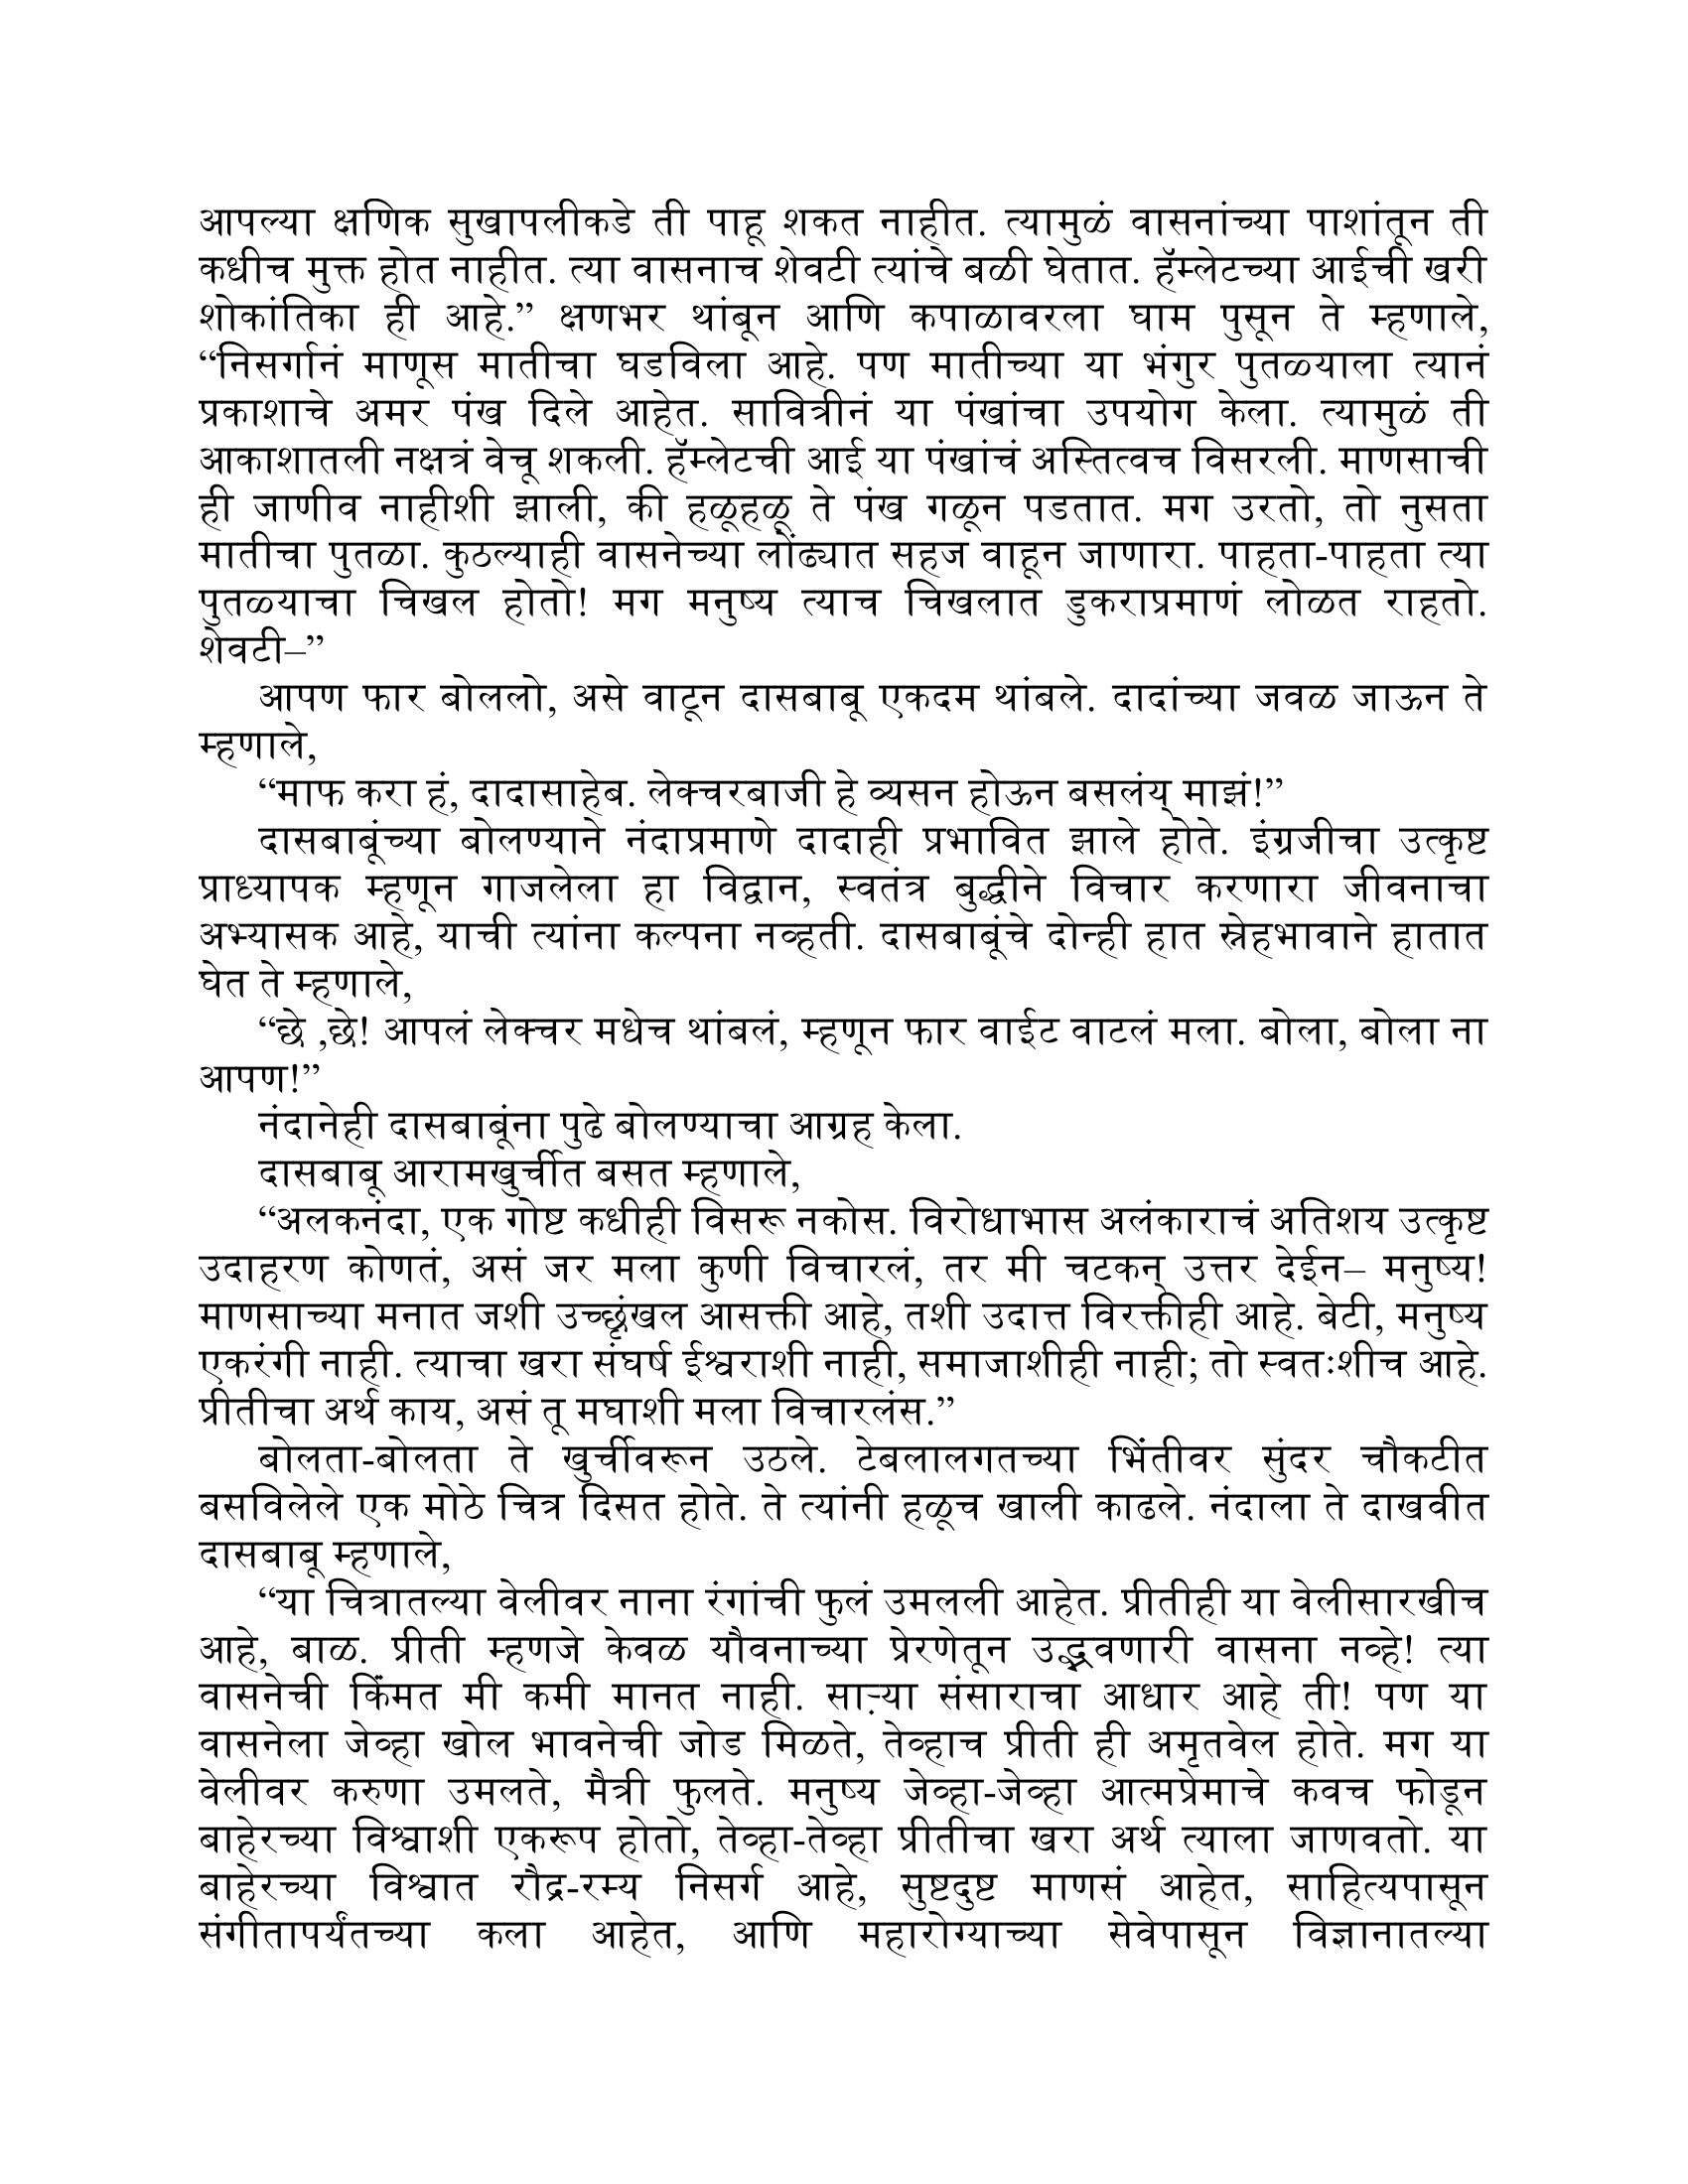 आपल्या क्षणिक सुखापलीकडे ती पाहू शकत नाहीत. त्यामुळं वासनांच्या पाशांतून ती
कधीच मुक्त होत नाहीत. त्या वासनाच शेवटी त्यांचे बळी घेतात. हॅम्लेटच्या आईची खरी
शोकांतिका ही आहे.” क्षणभर थांबून आणि कपाळावरला घाम पुसून ते म्हणाले,
“निसर्गानं माणूस मातीचा घडविला आहे. पण मातीच्या या भंगुर पुतळ्याला त्यानं
प्रकाशाचे अमर पंख दिले आहेत. सावित्रीनं या पंखांचा उपयोग केला. त्यामुळं ती
आकाशातली नक्षत्रं वेचू शकली. हॅम्लेटची आई या पंखांचं अस्तित्वच विसरली. माणसाची
ही जाणीव नाहीशी झाली, की हळूहळू ते पंख गळून पडतात. मग उरतो, तो नुसता
मातीचा पुतळा. कुठल्याही वासनेच्या लोंढ्यात सहज वाहून जाणारा. पाहता-पाहता त्या
पुतळ्याचा चिखल होतो! मग मनुष्य त्याच चिखलात डुकराप्रमाणं लोळत राहतो.
शेवटी–”
आपण फार बोललो, असे वाटून दासबाबू एकदम थांबले. दादांच्या जवळ जाऊन ते
म्हणाले,
“माफ करा हं, दादासाहेब. लेक्चरबाजी हे व्यसन होऊन बसलंय् माझं!”
दासबाबूंच्या बोलण्याने नंदाप्रमाणे दादाही प्रभावित झाले होते. इंग्रजीचा उत्कृष्ट
प्राध्यापक म्हणून गाजलेला हा विद्वान, स्वतंत्र बुद्धीने विचार करणारा जीवनाचा
अभ्यासक आहे, याची त्यांना कल्पना नव्हती. दासबाबूंचे दोन्ही हात स्नेहभावाने हातात
घेत ते म्हणाले,
“छे ,छे! आपलं लेक्चर मधेच थांबलं, म्हणून फार वाईट वाटलं मला. बोला, बोला ना
आपण!”
नंदानेही दासबाबूंना पुढे बोलण्याचा आग्रह केला.
दासबाबू आरामखुर्चीत बसत म्हणाले,
“अलकनंदा, एक गोष्ट कधीही विसरू नकोस. विरोधाभास अलंकाराचं अतिशय उत्कृष्ट
उदाहरण कोणतं, असं जर मला कुणी विचारलं, तर मी चटकन् उत्तर देईन– मनुष्य!
माणसाच्या मनात जशी उच्छृंखल आसक्ती आहे, तशी उदात्त विरक्तीही आहे. बेटी, मनुष्य
एकरंगी नाही. त्याचा खरा संघर्ष ईश्वराशी नाही, समाजाशीही नाही; तो स्वतःशीच आहे.
प्रीतीचा अर्थ काय, असं तू मघाशी मला विचारलंस.”
बोलता-बोलता ते खुर्चीवरून उठले. टेबलालगतच्या भिंतीवर सुंदर चौकटीत
बसविलेले एक मोठे चित्र दिसत होते. ते त्यांनी हळूच खाली काढले. नंदाला ते दाखवीत
दासबाबू म्हणाले,
“या चित्रातल्या वेलीवर नाना रंगांची फुलं उमलली आहेत. प्रीतीही या वेलीसारखीच
आहे, बाळ. प्रीती म्हणजे केवळ यौवनाच्या प्रेरणेतून उद्भवणारी वासना नव्हे! त्या
वासनेची किंमत मी कमी मानत नाही. साऱ्या संसाराचा आधार आहे ती! पण या
वासनेला जेव्हा खोल भावनेची जोड मिळते, तेव्हाच प्रीती ही अमृतवेल होते. मग या
वेलीवर करुणा उमलते, मैत्री फुलते. मनुष्य जेव्हा-जेव्हा आत्मप्रेमाचे कवच फोडून
बाहेरच्या विश्वाशी एकरूप होतो, तेव्हा-तेव्हा प्रीतीचा खरा अर्थ त्याला जाणवतो. या
बाहेरच्या विश्वात रौद्र-रम्य निसर्ग आहे, सुष्टदुष्ट माणसं आहेत, साहित्यपासून
संगीतापर्यंतच्या कला आहेत, आणि महारोग्याच्या सेवेपासून विज्ञानातल्या